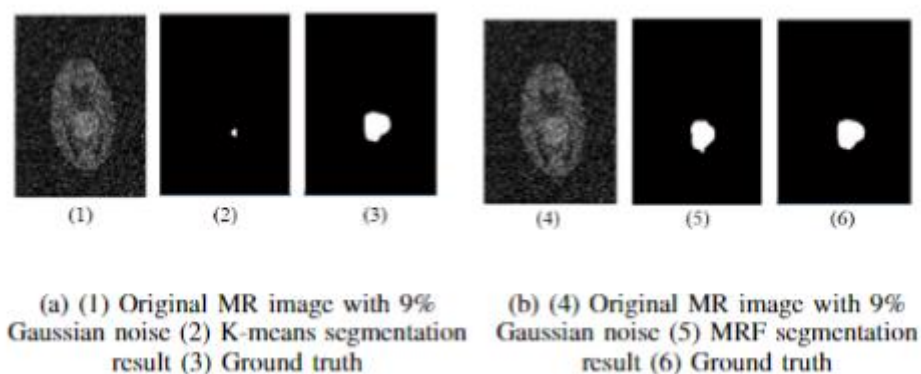 (1) (2) (3) (4) (5) (6)
(a) (1) Original MR image with 9%
Gaussian noise (2) K-means segmentation
result (3) Ground truth
(b) (4) Original MR image with 9%
Gaussian noise (5) MRF segmentation
result (6) Ground truth